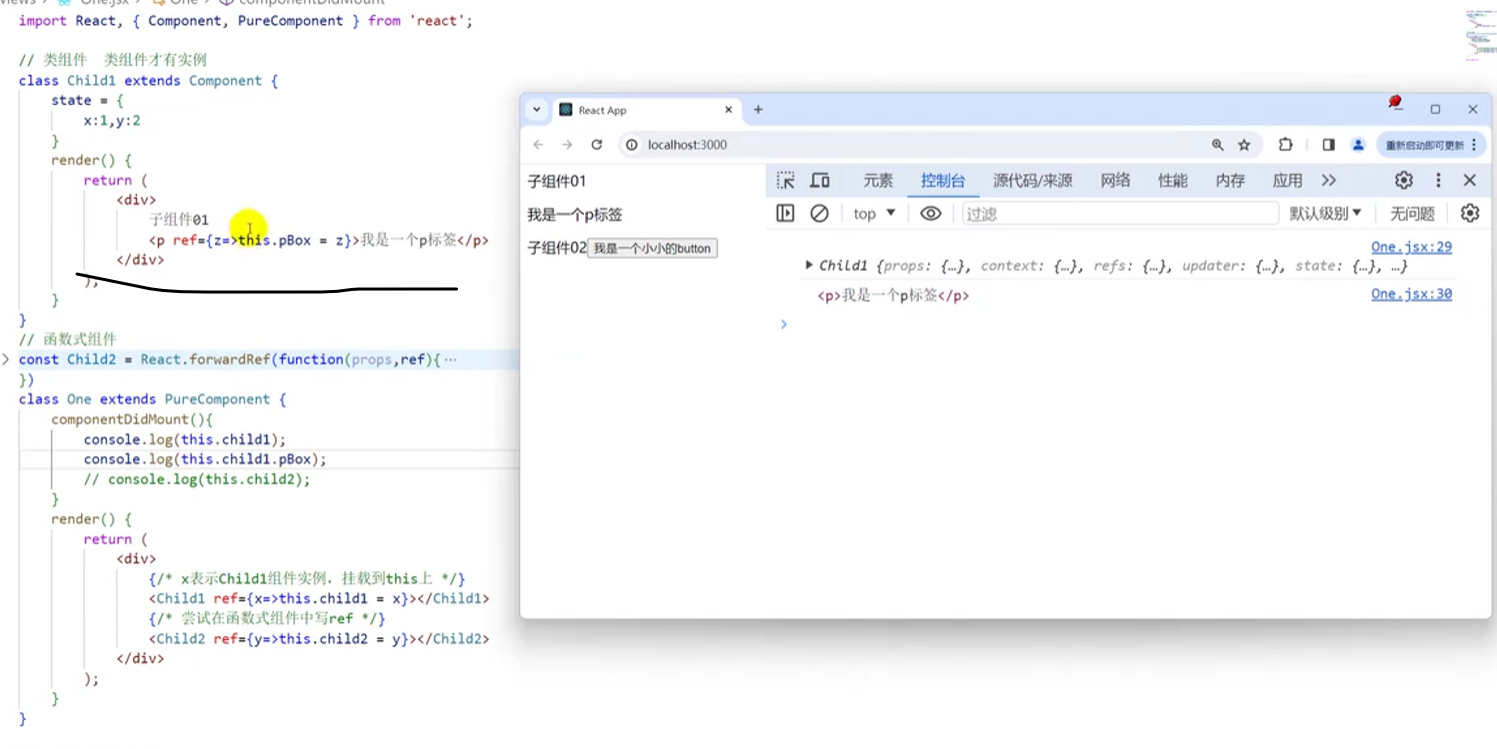 views > One.jsx > One > componentDidMount
import React, { Component, PureComponent } from 'react';
// 类组件  类组件才有实例
class Child1 extends Component {
state = {
x:1,y:2
}
render() {
return (
<div>
子组件01
<p ref={z=>this.pBox = z}>我是一个p标签</p>
</div>
);
}
}
// 函数式组件
const Child2 = React.forwardRef(function(props,ref){ ···
})
class One extends PureComponent {
componentDidMount(){
console.log(this.child1);
console.log(this.child1.pBox);
// console.log(this.child2);
}
render() {
return (
<div>
{/* x表示Child1组件实例，挂载到this上 */}
<Child1 ref={x=>this.child1 = x}></Child1>
{/* 尝试在函数式组件中写ref */}
<Child2 ref={y=>this.child2 = y}></Child2>
</div>
);
}
}
React App
localhost:3000
重新启动即可更新
子组件01
我是一个p标签
子组件02 我是一个小小的button
元素 控制台 源代码/来源 网络 性能 内存 应用
top 过滤 默认级别 无问题
One.jsx:29
Child1 {props: {…}, context: {…}, refs: {…}, updater: {…}, state: {…}, …}
<p>我是一个p标签</p> One.jsx:30